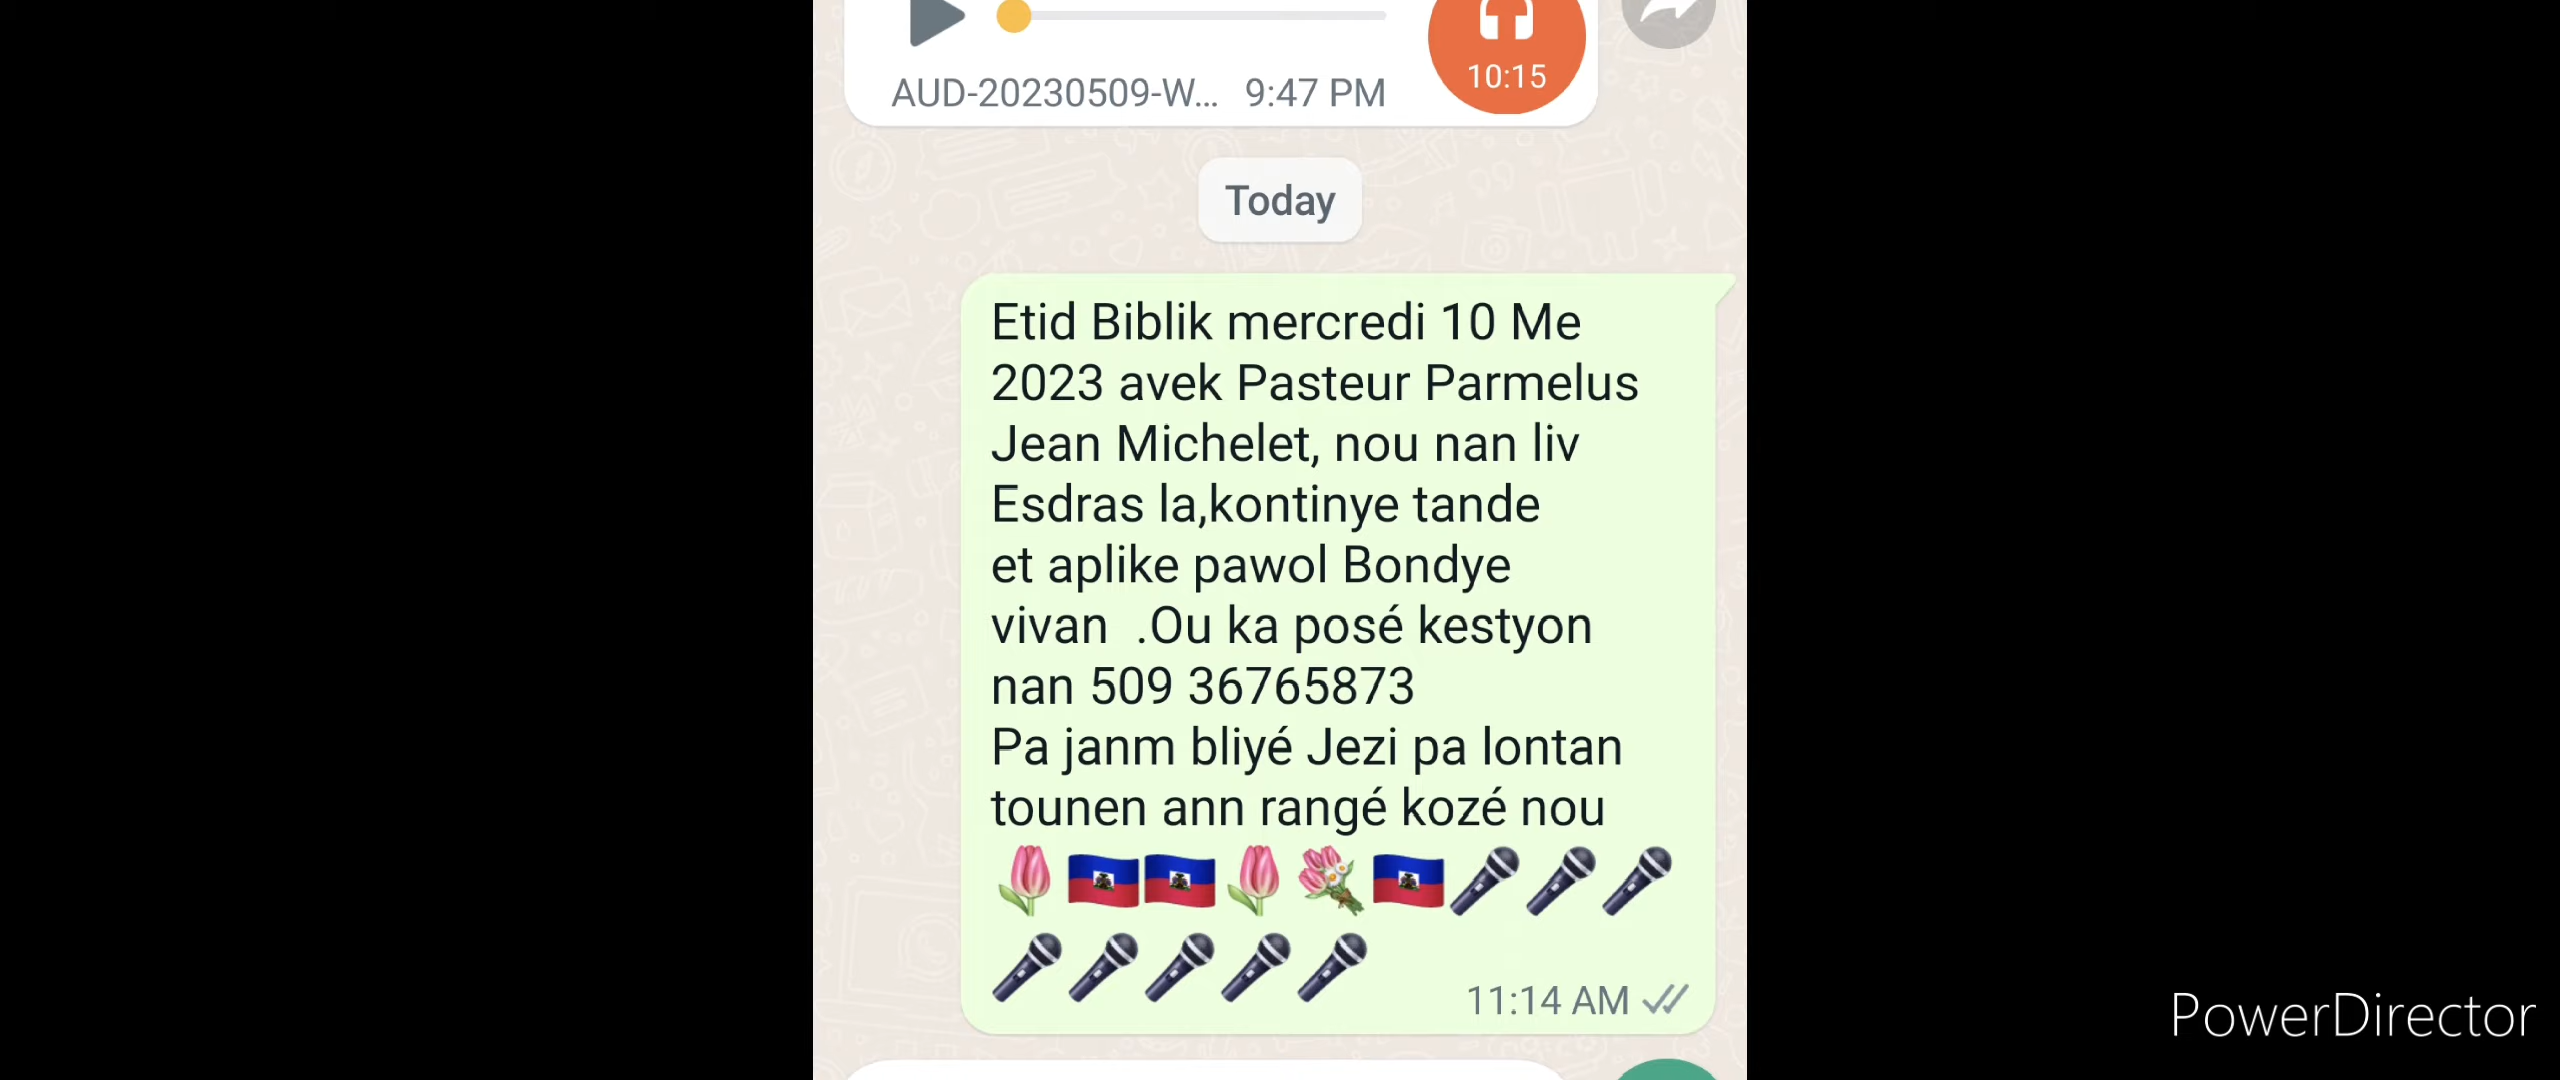 AUD-20230509-W... 9:47 PM
10:15
Today
Etid Biblik mercredi 10 Me
2023 avek Pasteur Parmelus
Jean Michelet, nou nan liv
Esdras la,kontinye tande
et aplike pawol Bondye
vivan  .Ou ka posé kestyon
nan 509 36765873
Pa janm bliyé Jezi pa lontan
tounen ann rangé kozé nou
🌷🇭🇹🇭🇹🌷💐🇭🇹🎤🎤🎤
🎤🎤🎤🎤🎤
11:14 AM
PowerDirector